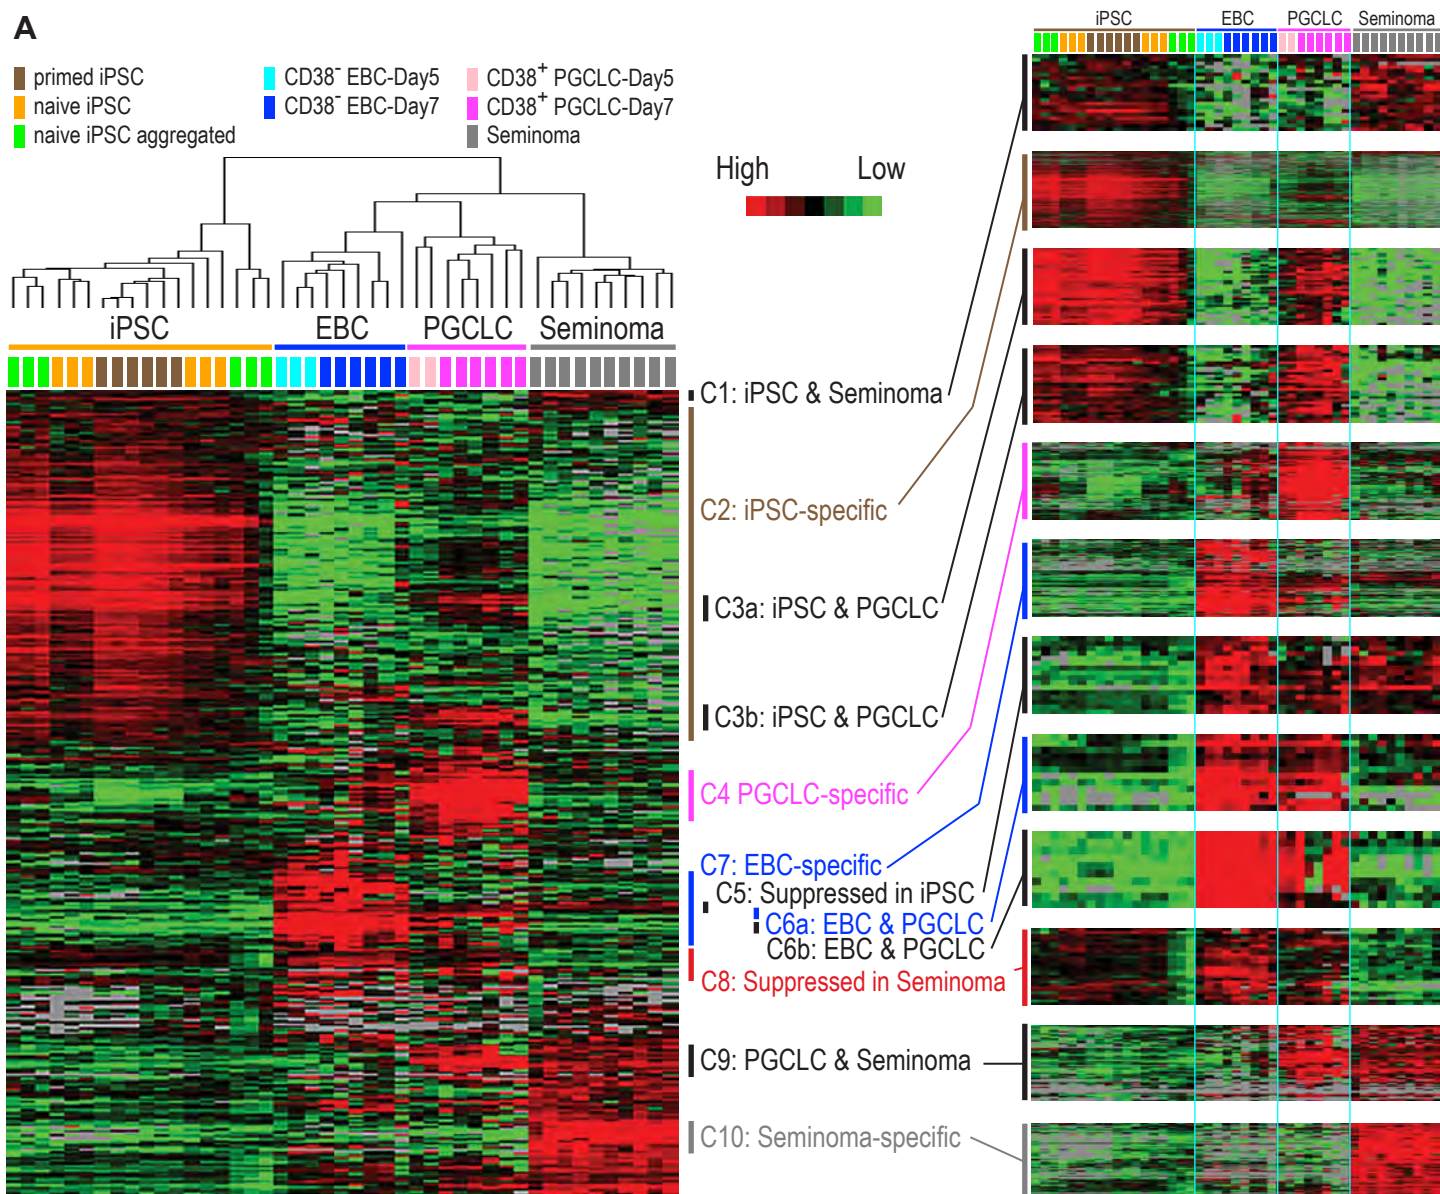 A
primed iPSC
naive iPSC
naive iPSC aggregated
CD38- EBC-Day5
CD38- EBC-Day7
CD38+ PGCLC-Day5
CD38+ PGCLC-Day7
Seminoma
High Low
iPSC EBC PGCLC Seminoma
iPSC EBC PGCLC Seminoma
C1: iPSC & Seminoma
C2: iPSC-specific
C3a: iPSC & PGCLC
C3b: iPSC & PGCLC
C4 PGCLC-specific
C7: EBC-specific
C5: Suppressed in iPSC
C6a: EBC & PGCLC
C6b: EBC & PGCLC
C8: Suppressed in Seminoma
C9: PGCLC & Seminoma
C10: Seminoma-specific